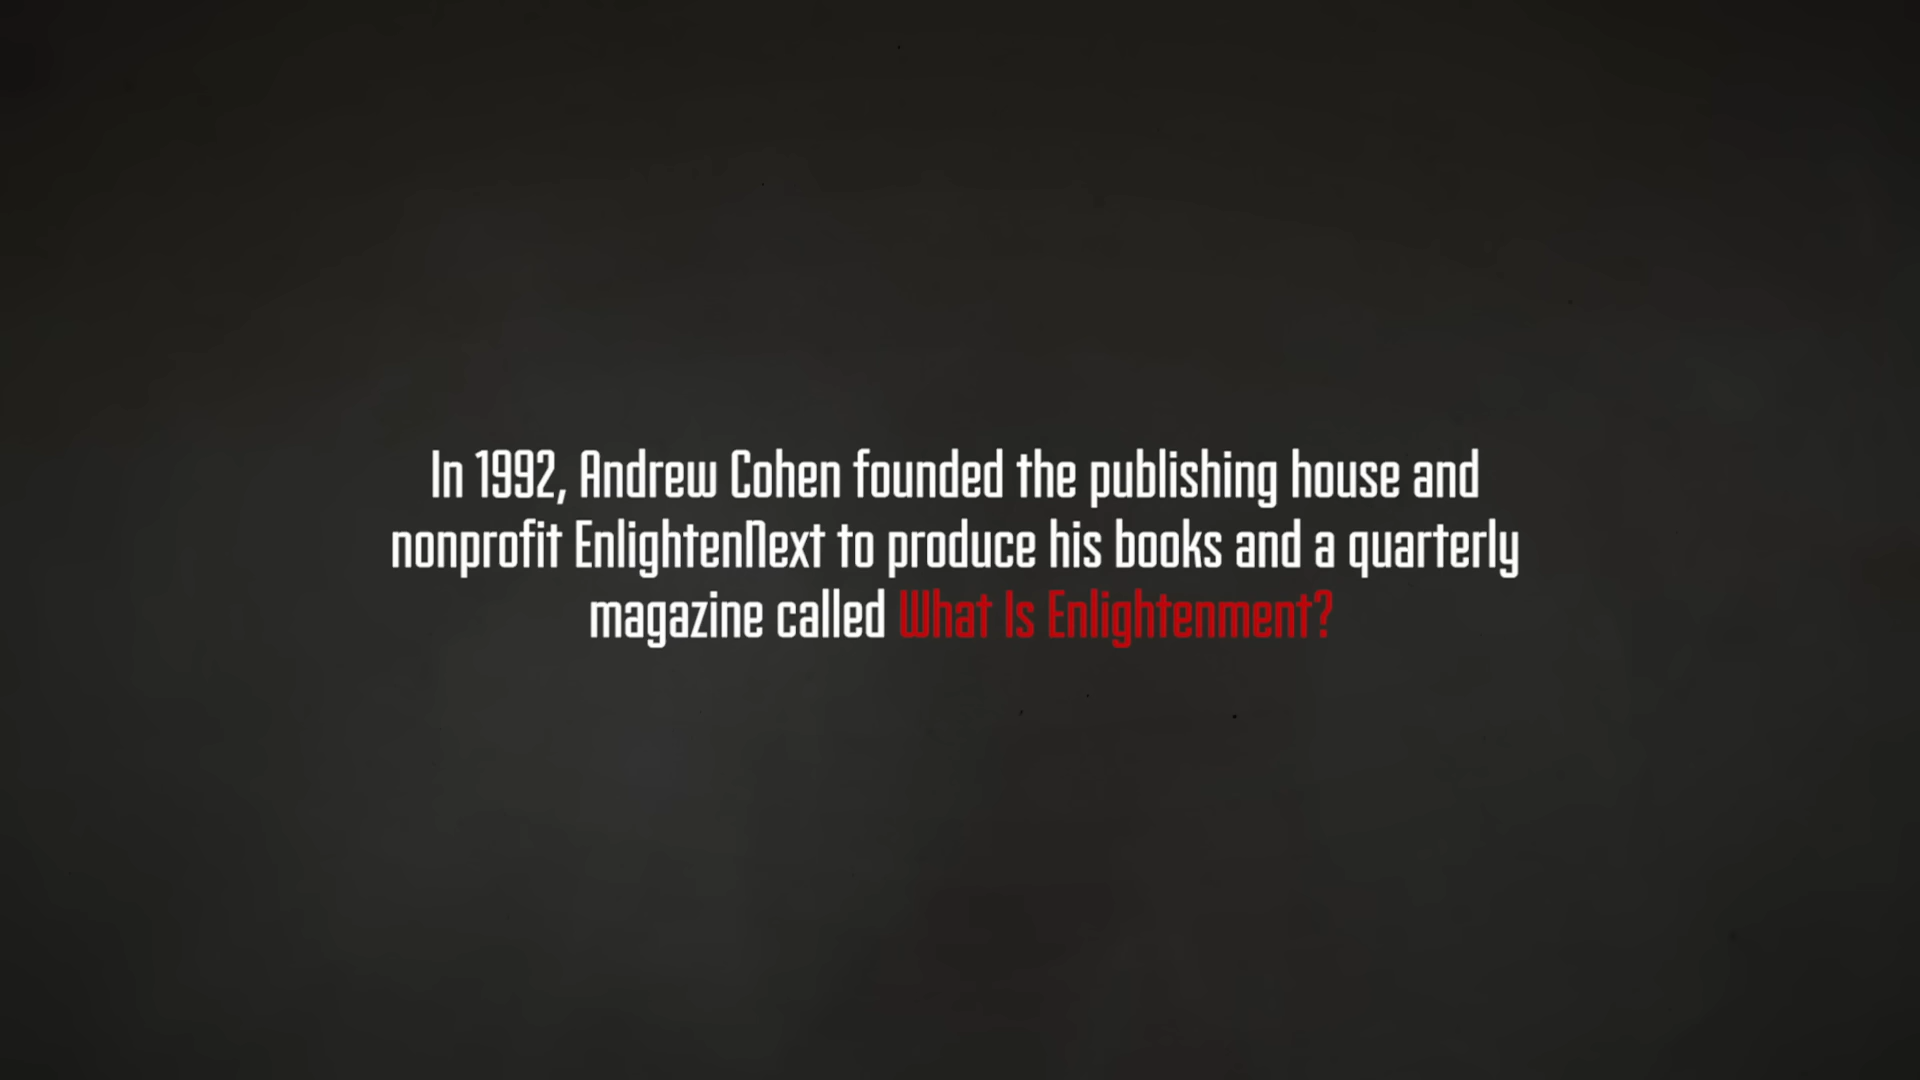 In 1992, Andrew Cohen founded the publishing house and
nonprofit EnlightenNext to produce his books and a quarterly
magazine called What Is Enlightenment?